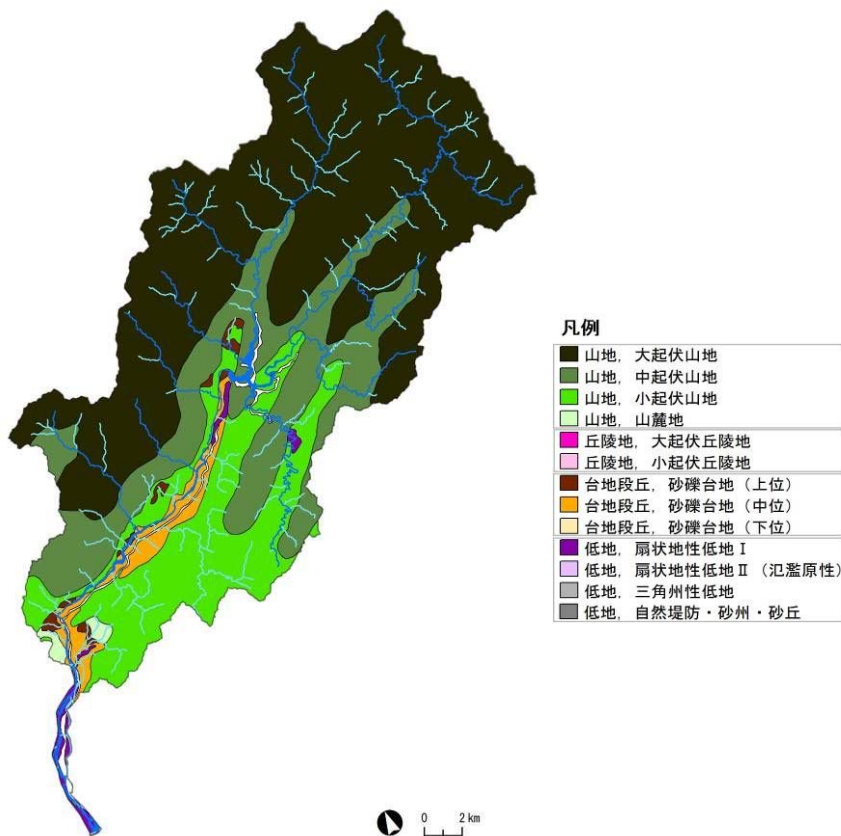 凡例
山地, 大起伏山地
山地, 中起伏山地
山地, 小起伏山地
山地, 山麓地
丘陵地, 大起伏丘陵地
丘陵地, 小起伏丘陵地
台地段丘, 砂礫台地（上位）
台地段丘, 砂礫台地（中位）
台地段丘, 砂礫台地（下位）
低地, 扇状地性低地Ⅰ
低地, 扇状地性低地Ⅱ（氾濫原性）
低地, 三角州性低地
低地, 自然堤防・砂州・砂丘
0 2 km